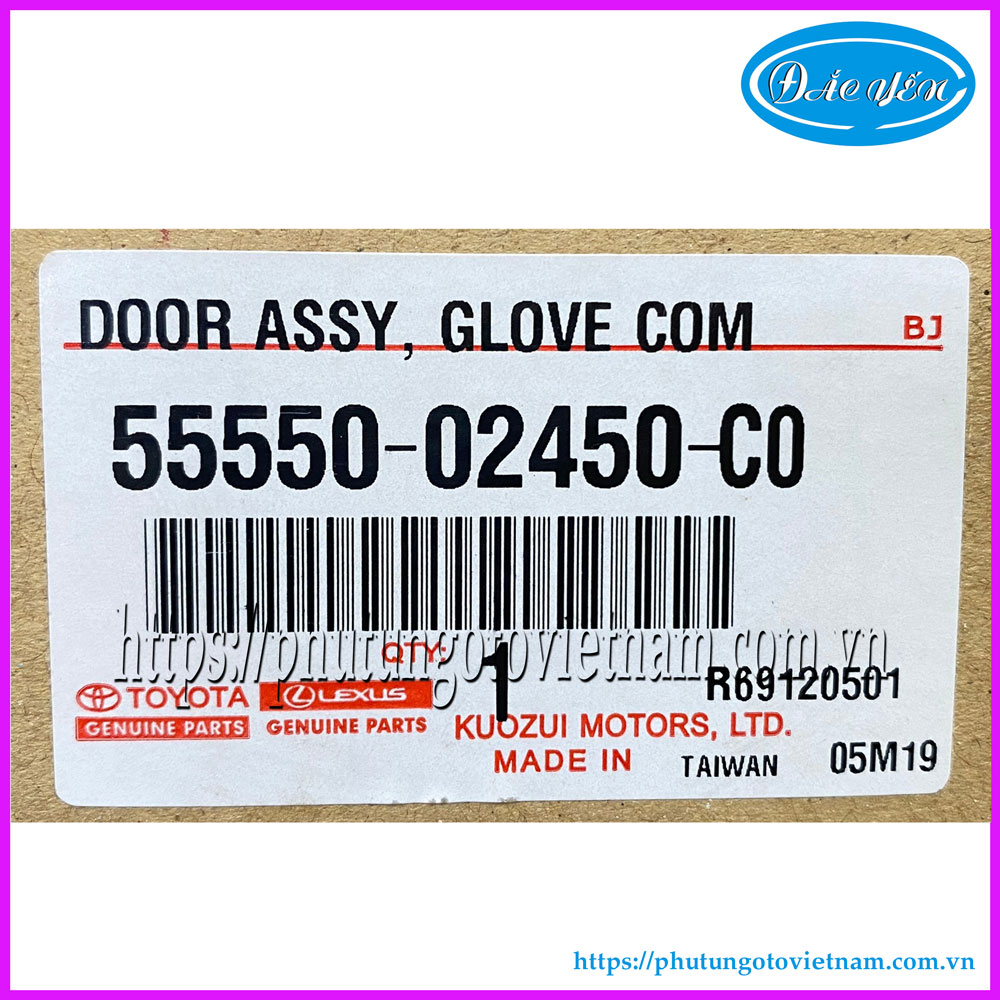 ĐẮC YẾN
DOOR ASSY, GLOVE COM
BJ
55550-02450-C0
https://phutungotovietnam.com.vn
QTY: 1
R69120501
TOYOTA
GENUINE PARTS
LEXUS
GENUINE PARTS
KUOZUI MOTORS, LTD.
MADE IN TAIWAN
05M19
https://phutungotovietnam.com.vn